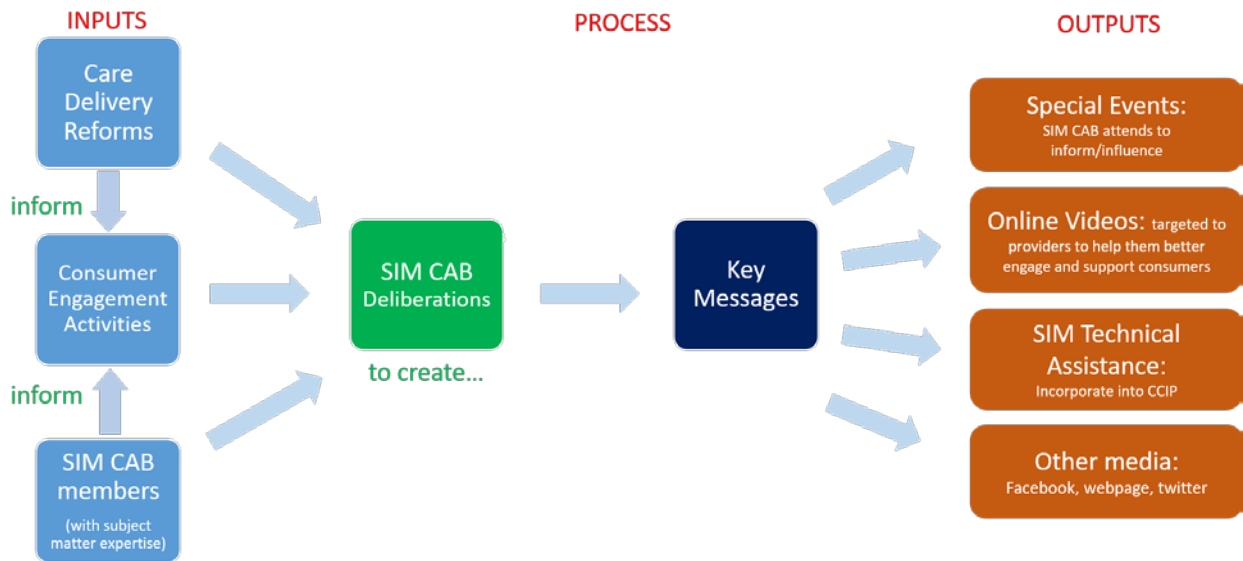 INPUTS
PROCESS
OUTPUTS
Care
Delivery
Reforms
inform
Consumer
Engagement
Activities
inform
SIM CAB
members
(with subject
matter expertise)
SIM CAB
Deliberations
to create...
Key
Messages
Special Events:
SIM CAB attends to
inform/influence
Online Videos: targeted to
providers to help them better
engage and support consumers
SIM Technical
Assistance:
Incorporate into CCIP
Other media:
Facebook, webpage, twitter